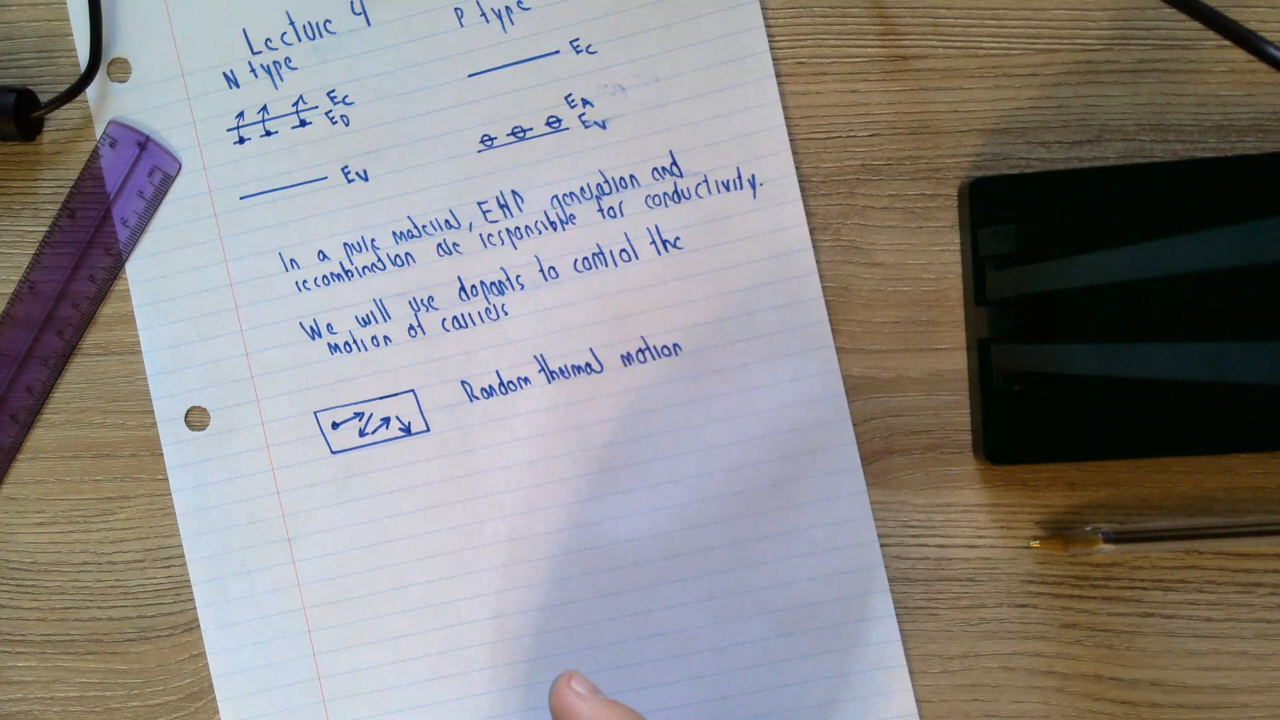 Lecture 4
N type
P type
Ec
ED
Ev
Ec
EA
Ev
In a pure material, EHP generation and
recombination are responsible for conductivity.
We will use dopants to control the
motion of carriers
Random thermal motion